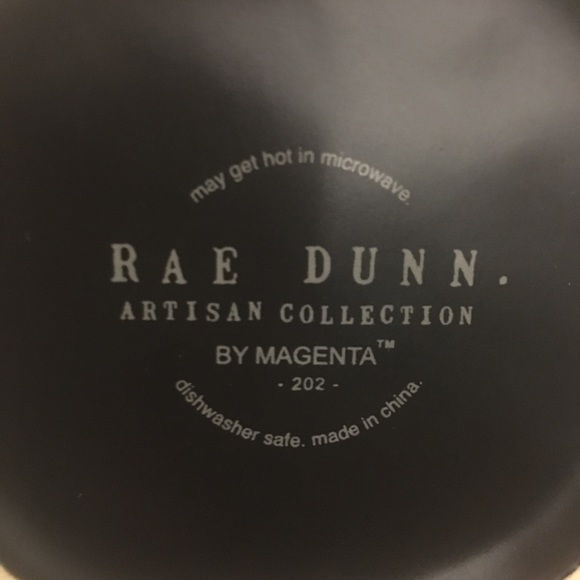 may get hot in microwave.
RAE DUNN.
ARTISAN COLLECTION
BY MAGENTA™
- 202 -
dishwasher safe. made in china.